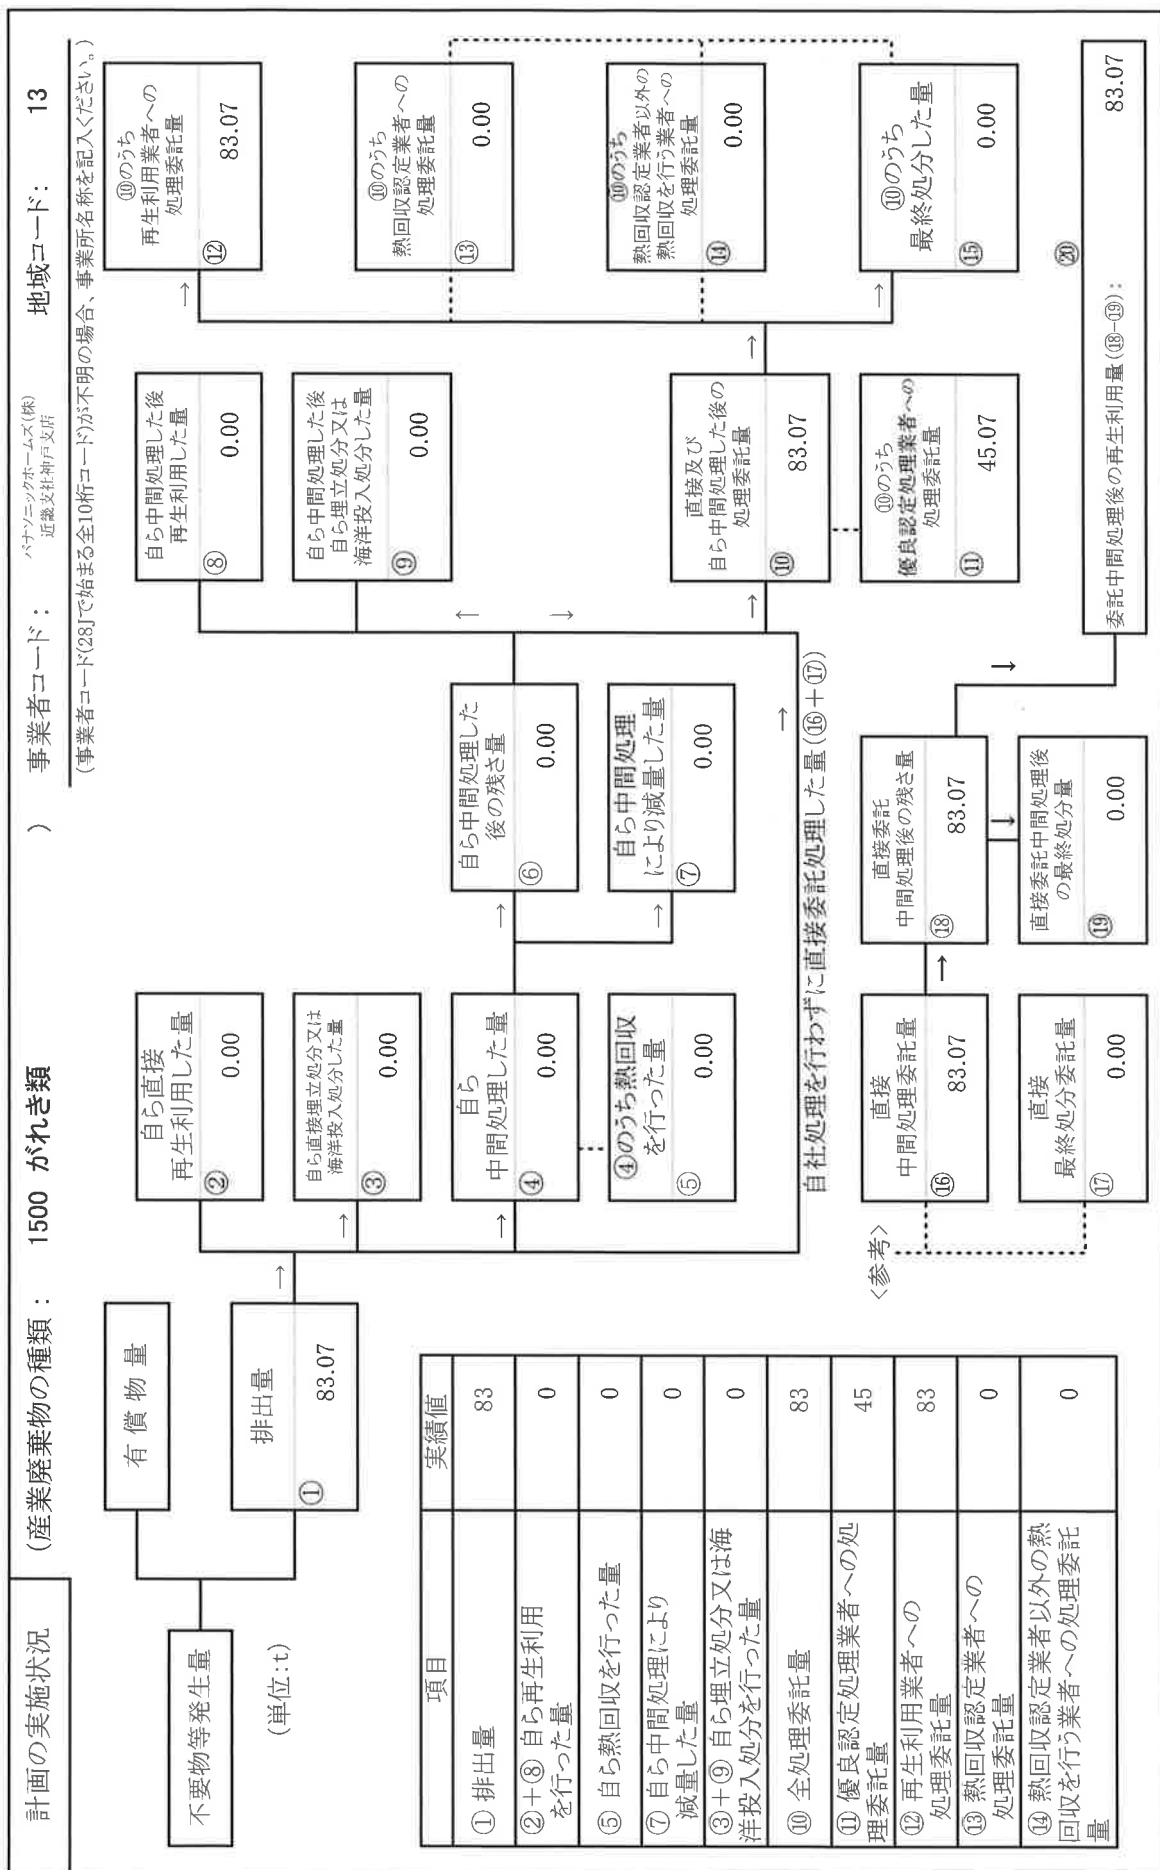 計画の実施状況
(産業廃棄物の種類： 1500 がれき類 )
事業者コード：
パナソニックホームズ(株)
近畿支社神戸支店
地域コード： 13
(事業者コード(「28」で始まる全10桁コード)が不明の場合、事業所名称を記入ください。)
不要物等発生量
(単位:t)
有 償 物 量
排出量
① 83.07
→
自ら直接
再生利用した量
② 0.00
→
自ら直接埋立処分又は
海洋投入処分した量
③ 0.00
→
自ら
中間処理した量
④ 0.00
④のうち熱回収
を行った量
⑤ 0.00
→
自ら中間処理した
後の残さ量
⑥ 0.00
→
自ら中間処理
により減量した量
⑦ 0.00
↑
↓
自ら中間処理した後
再生利用した量
⑧ 0.00
自ら中間処理した後
自ら埋立処分又は
海洋投入処分した量
⑨ 0.00
→
→
直接及び
自ら中間処理した後の
処理委託量
⑩ 83.07
⑩のうち
優良認定処理業者への
処理委託量
⑪ 45.07
→
→
⑩のうち
再生利用業者への
処理委託量
⑫ 83.07
⑩のうち
熱回収認定業者への
処理委託量
⑬ 0.00
⑩のうち
熱回収認定業者以外の
熱回収を行う業者への
処理委託量
⑭ 0.00
→
⑩のうち
最終処分した量
⑮ 0.00
自社処理を行わずに直接委託処理した量(⑯+⑰)
<参考>
直接
中間処理委託量
⑯ 83.07
直接
最終処分委託量
⑰ 0.00
→
直接委託
中間処理後の残さ量
⑱ 83.07
↓
直接委託中間処理後
の最終処分量
⑲ 0.00
↓
⑳
委託中間処理後の再生利用量(⑱-⑲)： 83.07
項目 実績値
① 排出量 83
②+⑧ 自ら再生利用
を行った量 0
⑤ 自ら熱回収を行った量 0
⑦ 自ら中間処理により
減量した量 0
③+⑨ 自ら埋立処分又は海
洋投入処分を行った量 0
⑩ 全処理委託量 83
⑪ 優良認定処理業者への処
理委託量 45
⑫ 再生利用業者への
処理委託量 83
⑬ 熱回収認定業者への
処理委託量 0
⑭ 熱回収認定業者以外の熱
回収を行う業者への処理委託
量 0